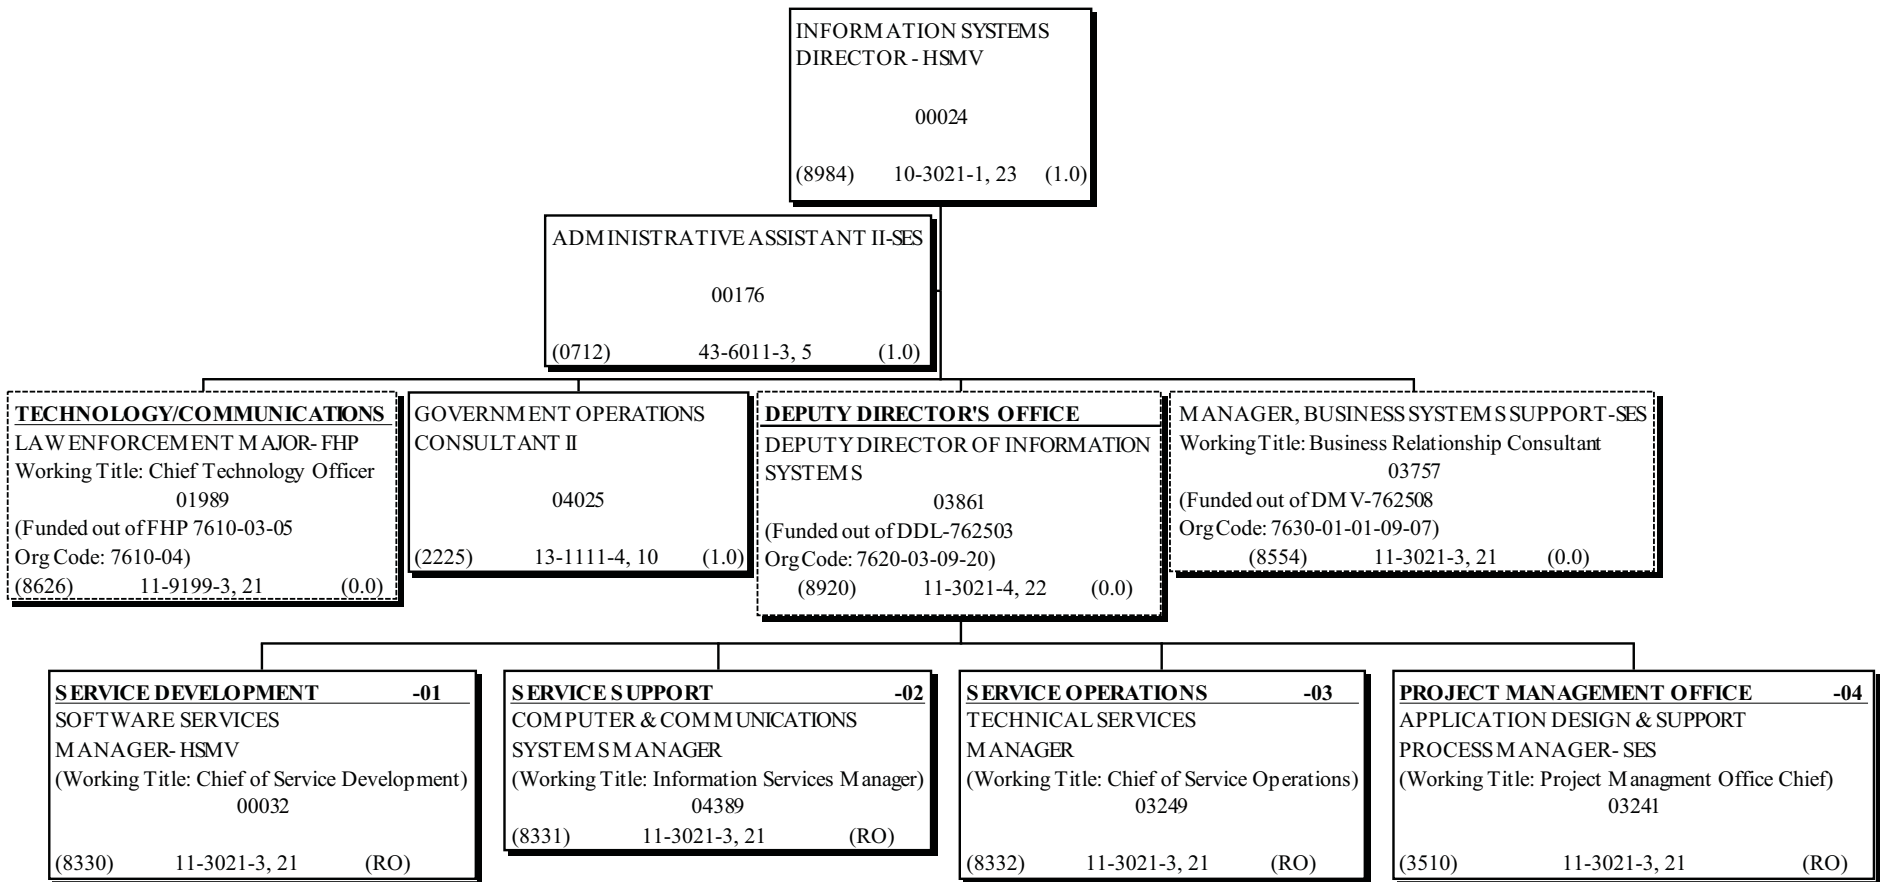 INFORMATION SYSTEMS
DIRECTOR - HSMV
00024
(8984) 10-3021-1, 23 (1.0)
ADMINISTRATIVE ASSISTANT II-SES
00176
(0712) 43-6011-3, 5 (1.0)
TECHNOLOGY/COMMUNICATIONS
LAW ENFORCEMENT MAJOR- FHP
Working Title: Chief Technology Officer
01989
(Funded out of FHP 7610-03-05
Org Code: 7610-04)
(8626) 11-9199-3, 21 (0.0)
GOVERNMENT OPERATIONS
CONSULTANT II
04025
(2225) 13-1111-4, 10 (1.0)
DEPUTY DIRECTOR'S OFFICE
DEPUTY DIRECTOR OF INFORMATION
SYSTEMS
03861
(Funded out of DDL-762503
Org Code: 7620-03-09-20)
(8920) 11-3021-4, 22 (0.0)
MANAGER, BUSINESS SYSTEMS SUPPORT-SES
Working Title: Business Relationship Consultant
03757
(Funded out of DMV-762508
Org Code: 7630-01-01-09-07)
(8554) 11-3021-3, 21 (0.0)
SERVICE DEVELOPMENT -01
SOFTWARE SERVICES
MANAGER- HSMV
(Working Title: Chief of Service Development)
00032
(8330) 11-3021-3, 21 (RO)
SERVICE SUPPORT -02
COMPUTER & COMMUNICATIONS
SYSTEMS MANAGER
(Working Title: Information Services Manager)
04389
(8331) 11-3021-3, 21 (RO)
SERVICE OPERATIONS -03
TECHNICAL SERVICES
MANAGER
(Working Title: Chief of Service Operations)
03249
(8332) 11-3021-3, 21 (RO)
PROJECT MANAGEMENT OFFICE -04
APPLICATION DESIGN & SUPPORT
PROCESS MANAGER- SES
(Working Title: Project Managment Office Chief)
03241
(3510) 11-3021-3, 21 (RO)